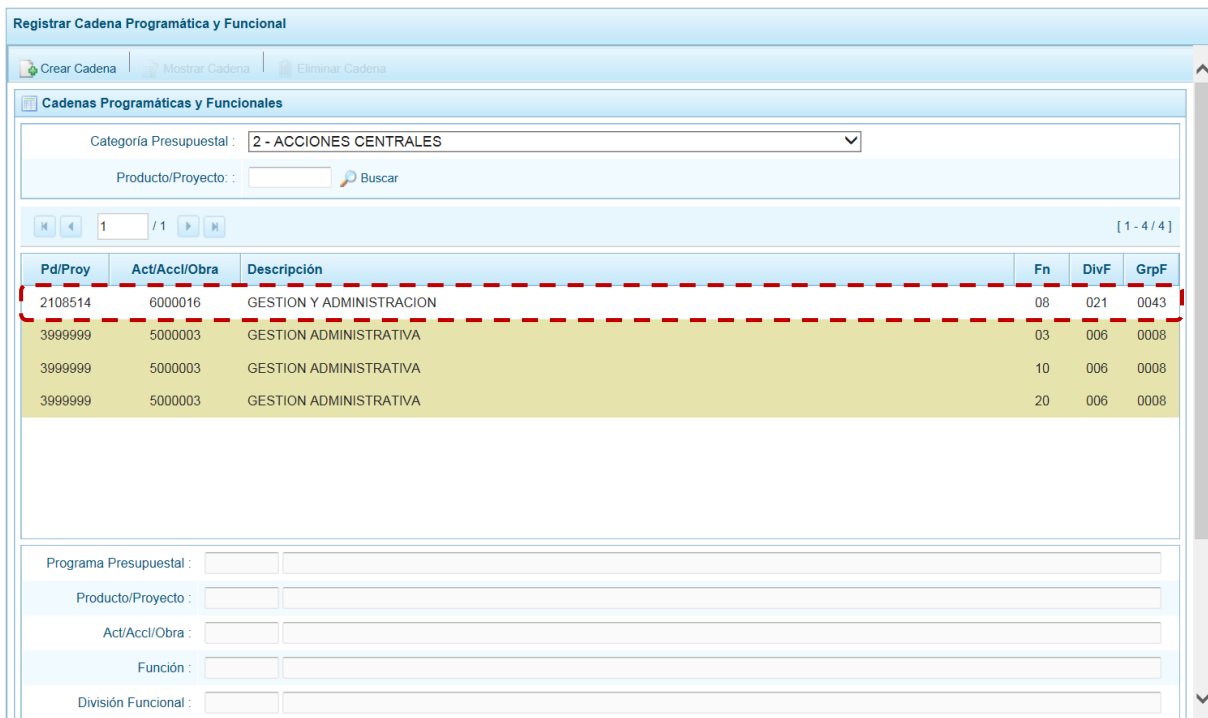 Registrar Cadena Programática y Funcional
Crear Cadena Mostrar Cadena Eliminar Cadena
Cadenas Programáticas y Funcionales
Categoría Presupuestal : 2 - ACCIONES CENTRALES
Producto/Proyecto: : Buscar
1 / 1 [ 1 - 4 / 4 ]
Pd/Proy Act/AccI/Obra Descripción Fn DivF GrpF
2108514 6000016 GESTION Y ADMINISTRACION 08 021 0043
3999999 5000003 GESTION ADMINISTRATIVA 03 006 0008
3999999 5000003 GESTION ADMINISTRATIVA 10 006 0008
3999999 5000003 GESTION ADMINISTRATIVA 20 006 0008
Programa Presupuestal :
Producto/Proyecto :
Act/AccI/Obra :
Función :
División Funcional :